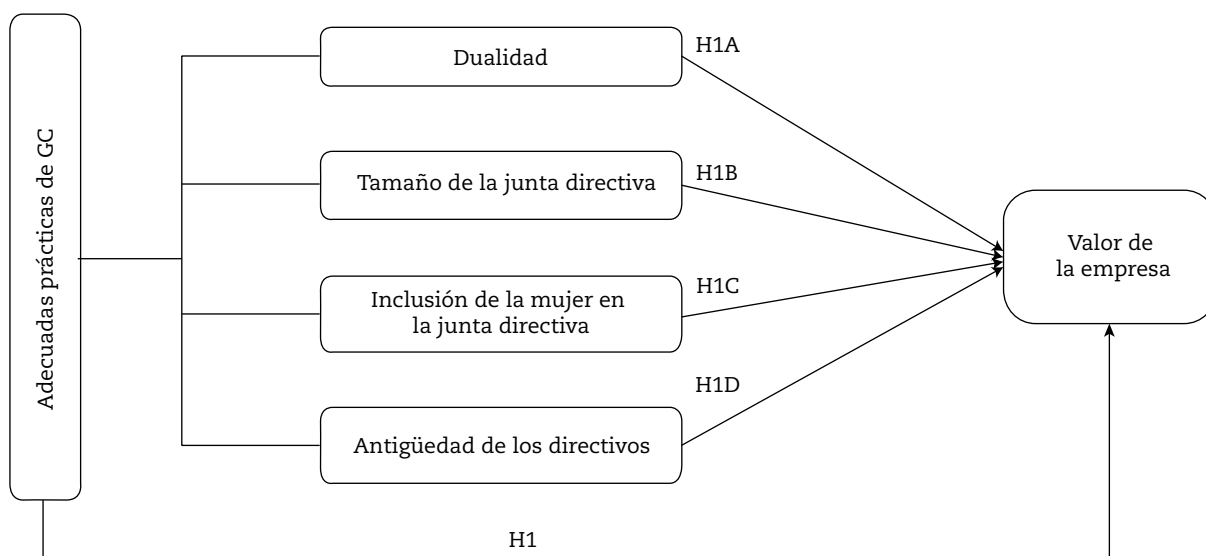 Adecuadas prácticas de GC
Dualidad
H1A
Tamaño de la junta directiva
H1B
Inclusión de la mujer en
la junta directiva
H1C
Antigüedad de los directivos
H1D
Valor de
la empresa
H1